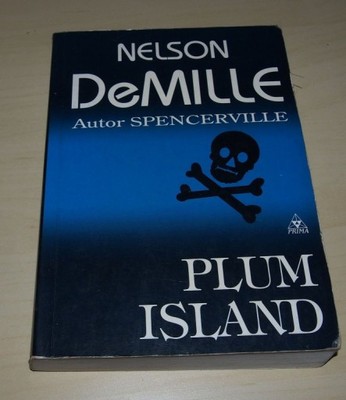 NELSON
DeMILLE
Autor SPENCERVILLE
PRIMA
PLUM
ISLAND